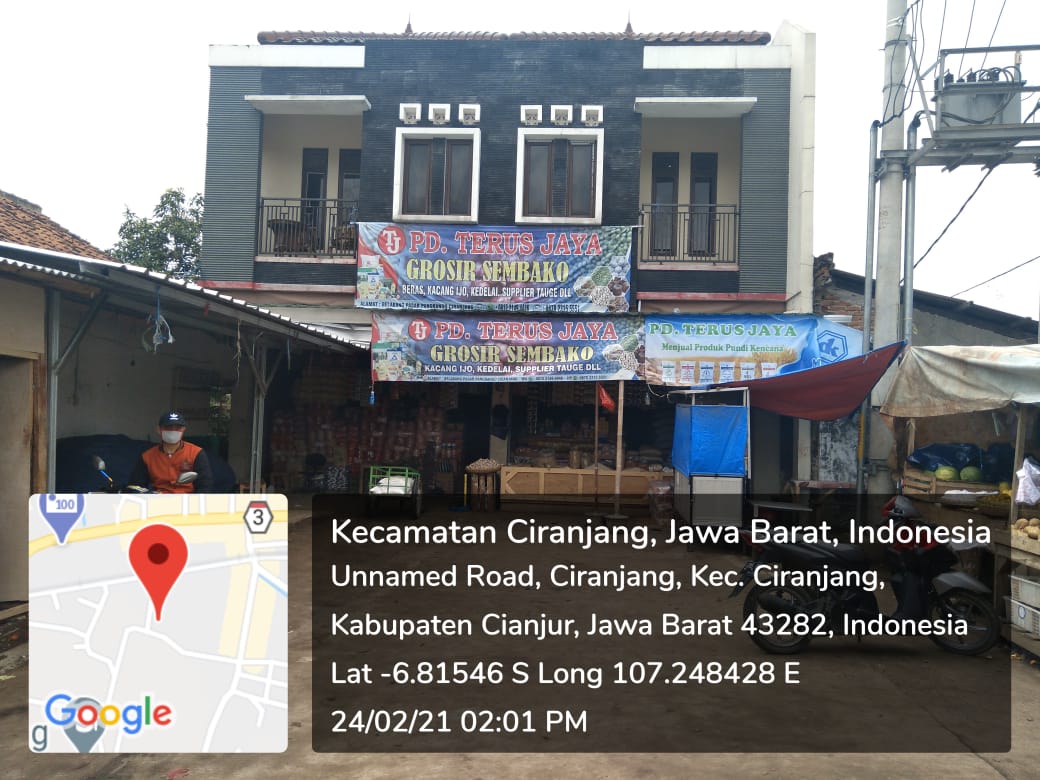 TJ PD. TERUS JAYA
GROSIR SEMBAKO
BERAS, KACANG IJO, KEDELAI, SUPPLIER TAUGE DLL
TJ PD. TERUS JAYA
GROSIR SEMBAKO
KACANG IJO, KEDELAI, SUPPLIER TAUGE DLL
PD. TERUS JAYA
Menjual Produk Pundi Kencana
100
3
Google
g
Kecamatan Ciranjang, Jawa Barat, Indonesia
Unnamed Road, Ciranjang, Kec. Ciranjang,
Kabupaten Cianjur, Jawa Barat 43282, Indonesia
Lat -6.81546 S Long 107.248428 E
24/02/21 02:01 PM